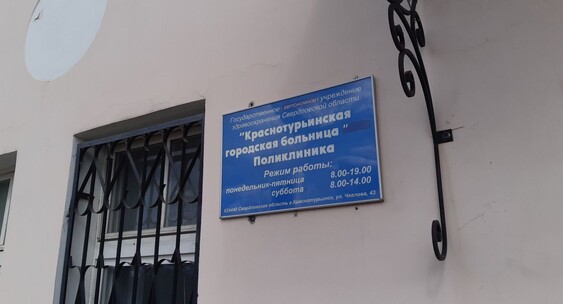 Государственное автономное учреждение
здравоохранения Свердловской области
"Краснотурьинская
городская больница"
Поликлиника
Режим работы:
понедельник-пятница 8.00-19.00
суббота 8.00-14.00
624440 Свердловская область г. Краснотурьинск, ул. Чкалова, 43